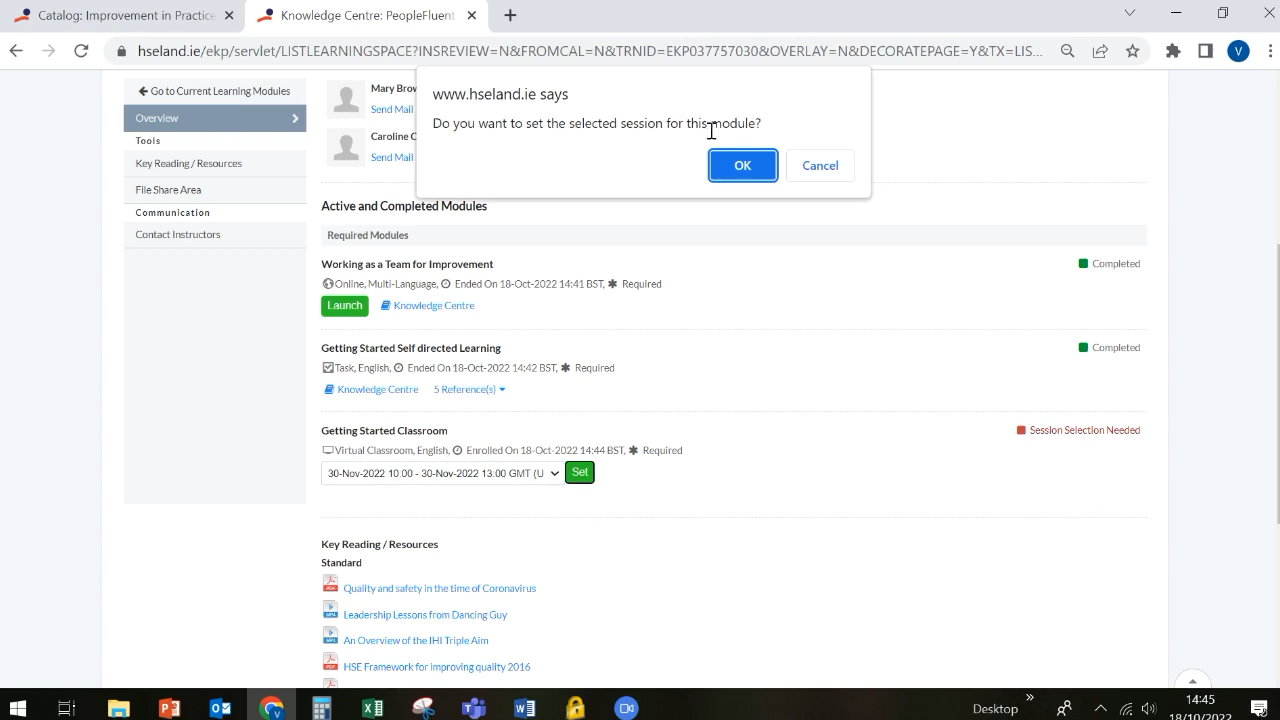 Catalog: Improvement in Practice
Knowledge Centre: PeopleFluent
hseland.ie/ekp/servlet/LISTLEARNINGSPACE?INSREVIEW=N&FROMCAL=N&TRNID=EKP037757030&OVERLAY=N&DECORATEPAGE=Y&TX=LIS...
V
Go to Current Learning Modules
Overview
Tools
Key Reading / Resources
File Share Area
Communication
Contact Instructors
Mary Brow
Send Mail
Caroline C
Send Mail
www.hseland.ie says
Do you want to set the selected session for this module?
OK
Cancel
Active and Completed Modules
Required Modules
Working as a Team for Improvement
Completed
Online, Multi-Language, Ended On 18-Oct-2022 14:41 BST, Required
Launch
Knowledge Centre
Getting Started Self directed Learning
Completed
Task, English, Ended On 18-Oct-2022 14:42 BST, Required
Knowledge Centre 5 Reference(s)
Getting Started Classroom
Session Selection Needed
Virtual Classroom, English, Enrolled On 18-Oct-2022 14:44 BST, Required
30-Nov-2022 10:00 - 30-Nov-2022 13:00 GMT (U
Set
Key Reading / Resources
Standard
Quality and safety in the time of Coronavirus
Leadership Lessons from Dancing Guy
An Overview of the IHI Triple Aim
HSE Framework for improving quality 2016
Desktop
14:45
18/10/2022